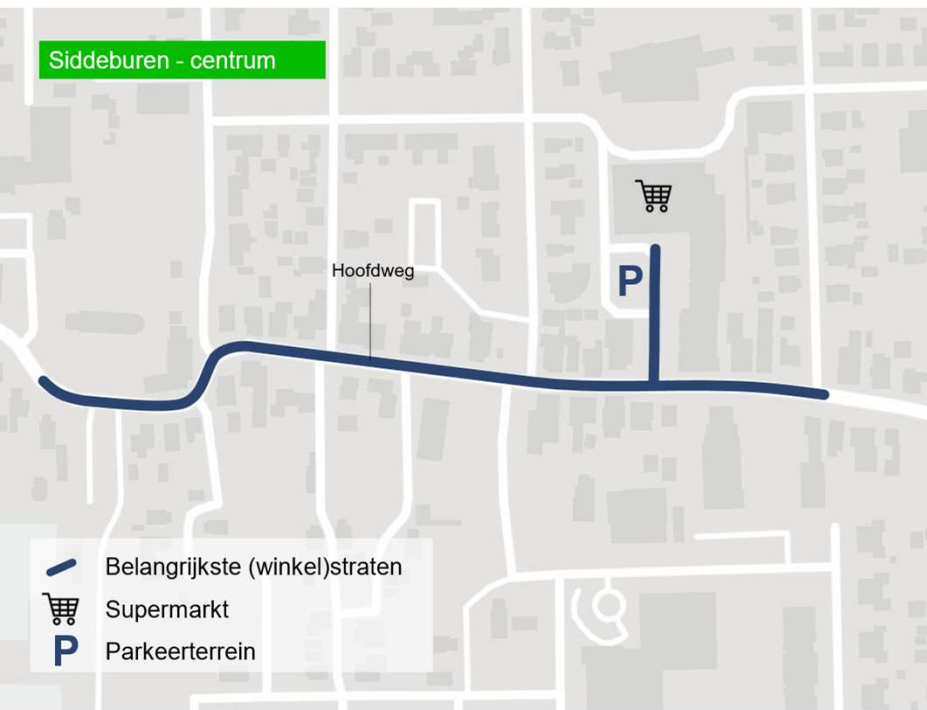 Siddeburen - centrum
Hoofdweg
P
Belangrijkste (winkel)straten
Supermarkt
P Parkeerterrein